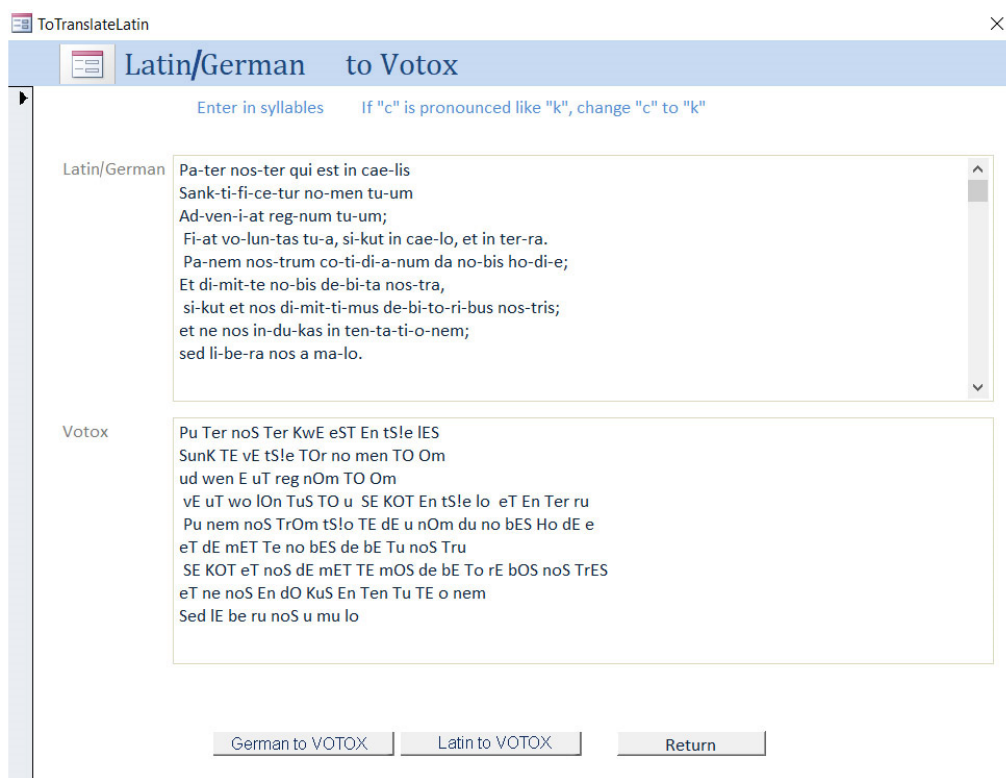 ToTranslateLatin
Latin/German to Votox
Enter in syllables If "c" is pronounced like "k", change "c" to "k"
Latin/German
Pa-ter nos-ter qui est in cae-lis
Sank-ti-fi-ce-tur no-men tu-um
Ad-ven-i-at reg-num tu-um;
Fi-at vo-lun-tas tu-a, si-kut in cae-lo, et in ter-ra.
Pa-nem nos-trum co-ti-di-a-num da no-bis ho-di-e;
Et di-mit-te no-bis de-bi-ta nos-tra,
si-kut et nos di-mit-ti-mus de-bi-to-ri-bus nos-tris;
et ne nos in-du-kas in ten-ta-ti-o-nem;
sed li-be-ra nos a ma-lo.
Votox
Pu Ter noS Ter KwE eST En tS!e lES
SunK TE vE tS!e TOr no men TO Om
ud wen E uT reg nOm TO Om
vE uT wo lOn TuS TO u SE KOT En tS!e lo eT En Ter ru
Pu nem noS TrOm tS!o TE dE u nOm du no bES Ho dE e
eT dE mET Te no bES de bE Tu noS Tru
SE KOT eT noS dE mET TE mOS de bE To rE bOS noS TrES
eT ne noS En dO KuS En Ten Tu TE o nem
Sed lE be ru noS u mu lo
German to VOTOX
Latin to VOTOX
Return